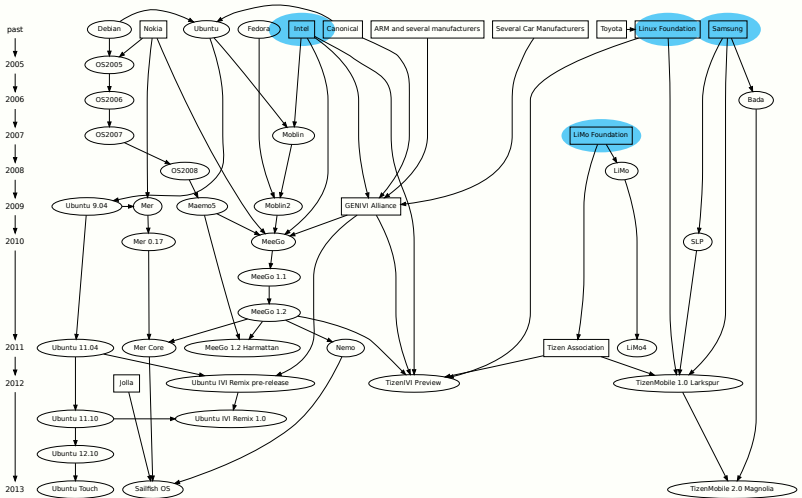 past
Debian
Nokia
Ubuntu
Fedora
Intel
Canonical
ARM and several manufacturers
Several Car Manufacturers
Toyota
Linux Foundation
Samsung
2005
OS2005
2006
OS2006
Bada
2007
OS2007
Moblin
LiMo Foundation
2008
OS2008
LiMo
2009
Ubuntu 9.04
Mer
Maemo5
Moblin2
GENIVI Alliance
2010
Mer 0.17
MeeGo
SLP
MeeGo 1.1
MeeGo 1.2
2011
Ubuntu 11.04
Mer Core
MeeGo 1.2 Harmattan
Nemo
Tizen Association
LiMo4
2012
Jolla
Ubuntu IVI Remix pre-release
TizenIVI Preview
TizenMobile 1.0 Larkspur
Ubuntu 11.10
Ubuntu IVI Remix 1.0
Ubuntu 12.10
2013
Ubuntu Touch
Sailfish OS
TizenMobile 2.0 Magnolia